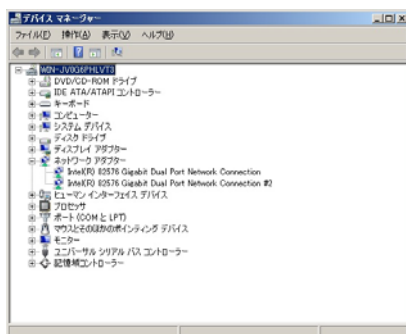 デバイス マネージャー
ファイル(F) 操作(A) 表示(V) ヘルプ(H)
WIN-JV0G6PHLVT3
DVD/CD-ROM ドライブ
IDE ATA/ATAPI コントローラー
キーボード
コンピューター
システム デバイス
ディスク ドライブ
ディスプレイ アダプター
ネットワーク アダプター
Intel(R) 82576 Gigabit Dual Port Network Connection
Intel(R) 82576 Gigabit Dual Port Network Connection #2
ヒューマン インターフェイス デバイス
プロセッサ
ポート (COM と LPT)
マウスとそのほかのポインティング デバイス
モニター
ユニバーサル シリアル バス コントローラー
記憶域コントローラー